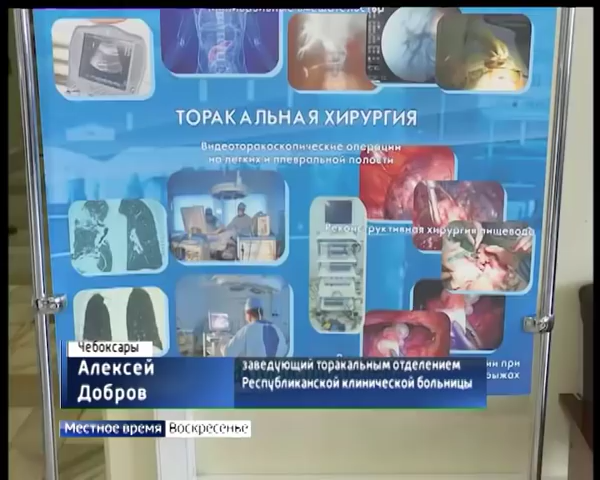 ТОРАКАЛЬНАЯ ХИРУРГИЯ
Видеоторакоскопические операции
на легких и плевральной полости
Реконструктивная хирургия пищевода
Чебоксары
Алексей
Добров
заведующий торакальным отделением
Республиканской клинической больницы
Местное время Воскресенье